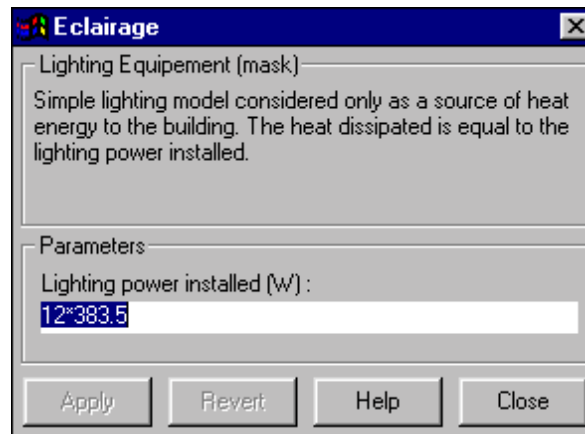 Eclairage
Lighting Equipement (mask)
Simple lighting model considered only as a source of heat
energy to the building. The heat dissipated is equal to the
lighting power installed.
Parameters
Lighting power installed (W) :
12*383.5
Apply Revert Help Close